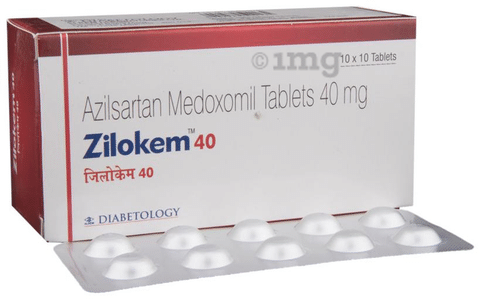 ©1mg
10 x 10 Tablets
Azilsartan Medoxomil Tablets 40 mg
Zilokem™ 40
जिलोकेम 40
DIABETOLOGY